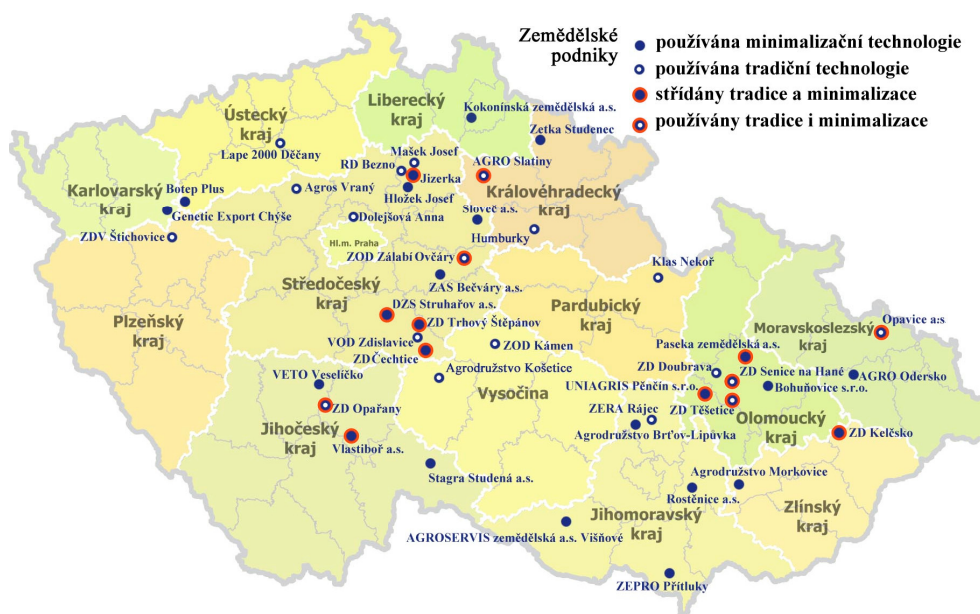 Zemědělské
podniky
používána minimalizační technologie
používána tradiční technologie
střídány tradice a minimalizace
používány tradice i minimalizace
Liberecký
kraj
Kokonínská zemědělská a.s.
Zetka Studenec
Ústecký
kraj
Lape 2000 Děčany
Mašek Josef
RD Bezno
Jizerka
AGRO Slatiny
Karlovarský
kraj
Botep Plus
Agros Vraný
Hložek Josef
Královéhradecký
kraj
Genetic Export Chýše
Dolejšová Anna
Sloveč a.s.
ZDV Štichovice
Humburky
Hl.m. Praha
ZOD Zálabí Ovčáry
Klas Nekoř
Středočeský
kraj
ZAS Bečváry a.s.
DZS Struhařov a.s.
Pardubický
kraj
Plzeňský
kraj
ZD Trhový Štěpánov
Opavice a:s
Moravskoslezský
kraj
VOD Zdislavice
ZOD Kámen
Paseka zemědělská a.s.
ZD Čechtice
ZD Doubrava
ZD Senice na Hané
Agrodružstvo Košetice
VETO Veselíčko
AGRO Odersko
Vysočina
UNIAGRIS Pěnčín s.r.o.
Bohuňovice s.r.o.
ZD Opařany
ZERA Rájec
ZD Těšetice
Olomoucký
kraj
Jihočeský
kraj
Agrodružstvo Brťov-Lipůvka
ZD Kelčsko
Vlastiboř a.s.
Stagra Studená a.s.
Agrodružstvo Morkovice
Rostěnice a.s.
Zlínský
kraj
Jihomoravský
kraj
AGROSERVIS zemědělská a.s. Višňové
ZEPRO Přítluky